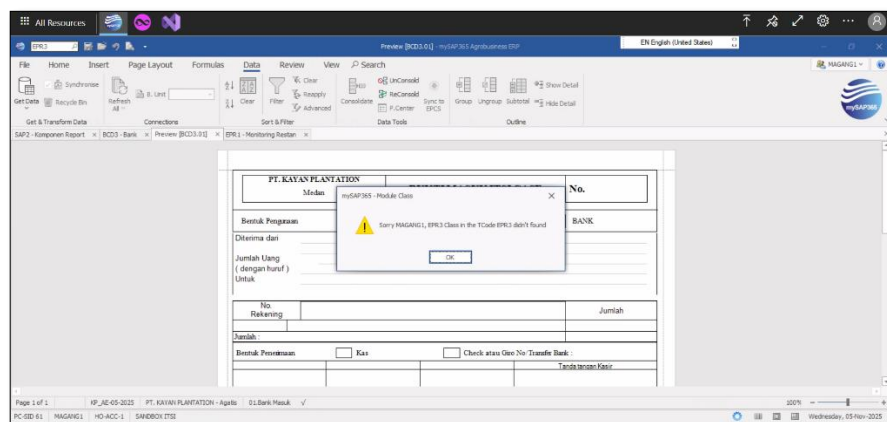 All Resources
EPR3
Preview [BCD3.01] - mySAP365 Agrobusiness ERP
EN English (United States)
File Home Insert Page Layout Formulas Data Review View Search
MAGANG1
Get Data
Synchronise
Recycle Bin
Refresh All
B. Unit
Clear
Filter
Clear
Reapply
Advanced
Consolidate
UnConsold
ReConsold
P.Center
Sync to EPCS
Group
Ungroup
Subtotal
Show Detail
Hide Detail
mySAP365
Get & Transform Data Connections Sort & Filter Data Tools Outline
SAP2 - Komponen Report × BCD3 - Bank × Preview [BCD3.01] × EPR1 - Monitoring Restan ×
PT. KAYAN PLANTATION
Medan
No.
mySAP365 - Module Class
Sorry MAGANG1, EPR3 Class in the TCode EPR3 didn't found
OK
Bentuk Pengunaan
BANK
Diterima dari
Jumlah Uang
( dengan huruf )
Untuk
No.
Rekening
Jumlah
Jumlah :
Bentuk Penerimaan
Kas
Check atau Giro No/Transfer Bank :
Tanda tangan Kasir
Page 1 of 1 KP_AE-05-2025 PT. KAYAN PLANTATION - Agatis 01.Bank Masuk √ 100%
PC-SID 61 MAGANG1 HO-ACC-1 SANDBOX ITSI Wednesday, 05-Nov-2025